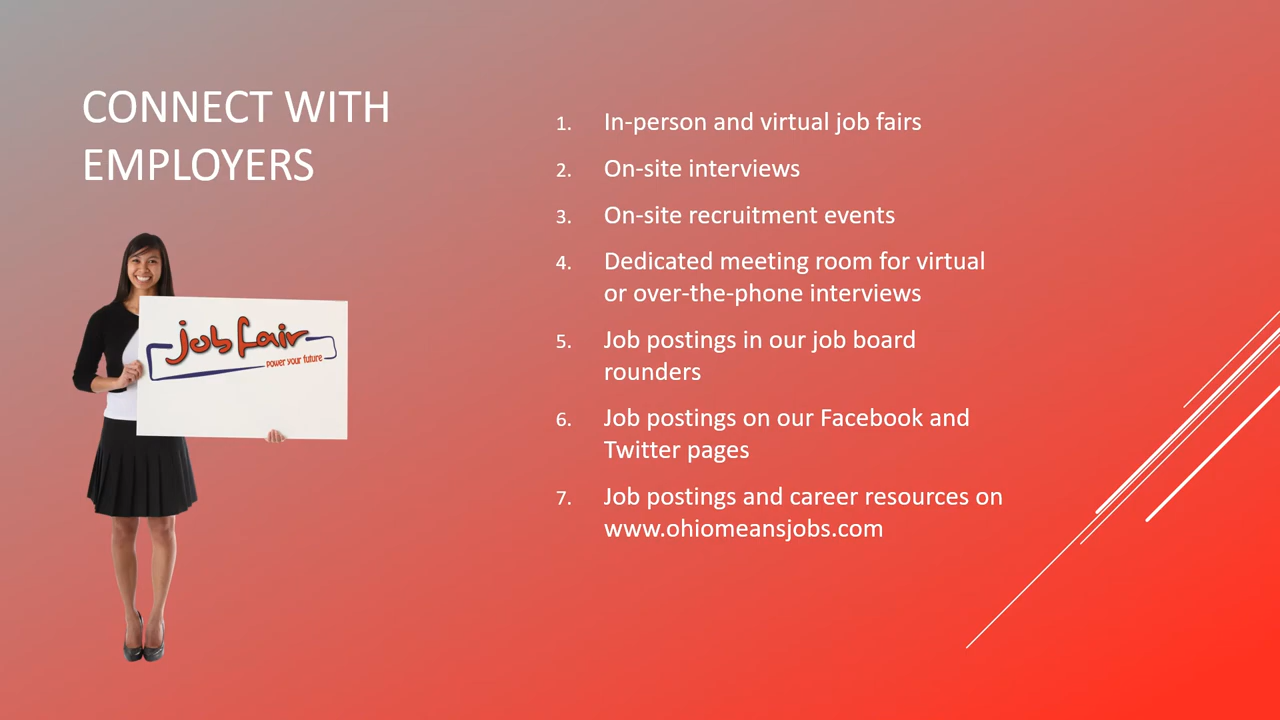 CONNECT WITH
EMPLOYERS
job fair
power your future
1. In-person and virtual job fairs
2. On-site interviews
3. On-site recruitment events
4. Dedicated meeting room for virtual
or over-the-phone interviews
5. Job postings in our job board
rounders
6. Job postings on our Facebook and
Twitter pages
7. Job postings and career resources on
www.ohiomeansjobs.com